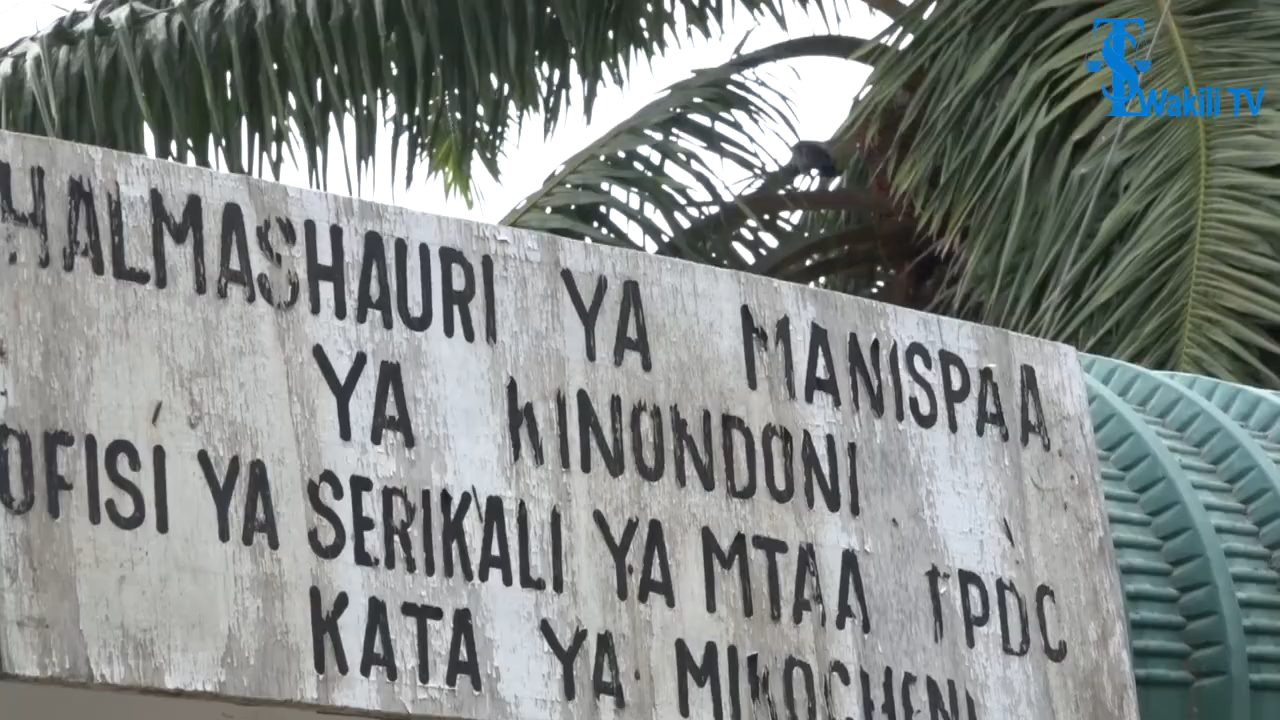 Wakili TV
HALMASHAURI YA MANISPAA
YA KINONDONI
OFISI YA SERIKALI YA MTAA TPDC
KATA YA MIKOCHENI